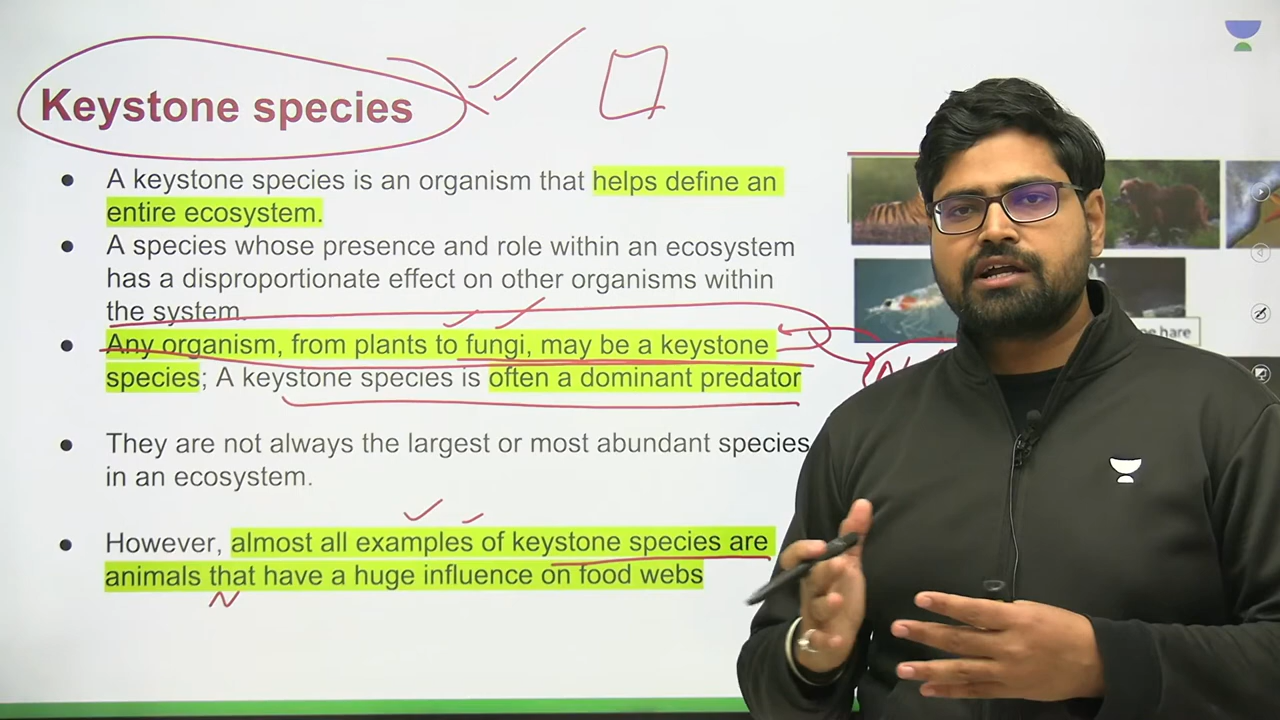 Keystone species
● A keystone species is an organism that helps define an
entire ecosystem.
● A species whose presence and role within an ecosystem
has a disproportionate effect on other organisms within
the system.
● Any organism, from plants to fungi, may be a keystone
species; A keystone species is often a dominant predator
● They are not always the largest or most abundant species
in an ecosystem.
● However, almost all examples of keystone species are
animals that have a huge influence on food webs
hare